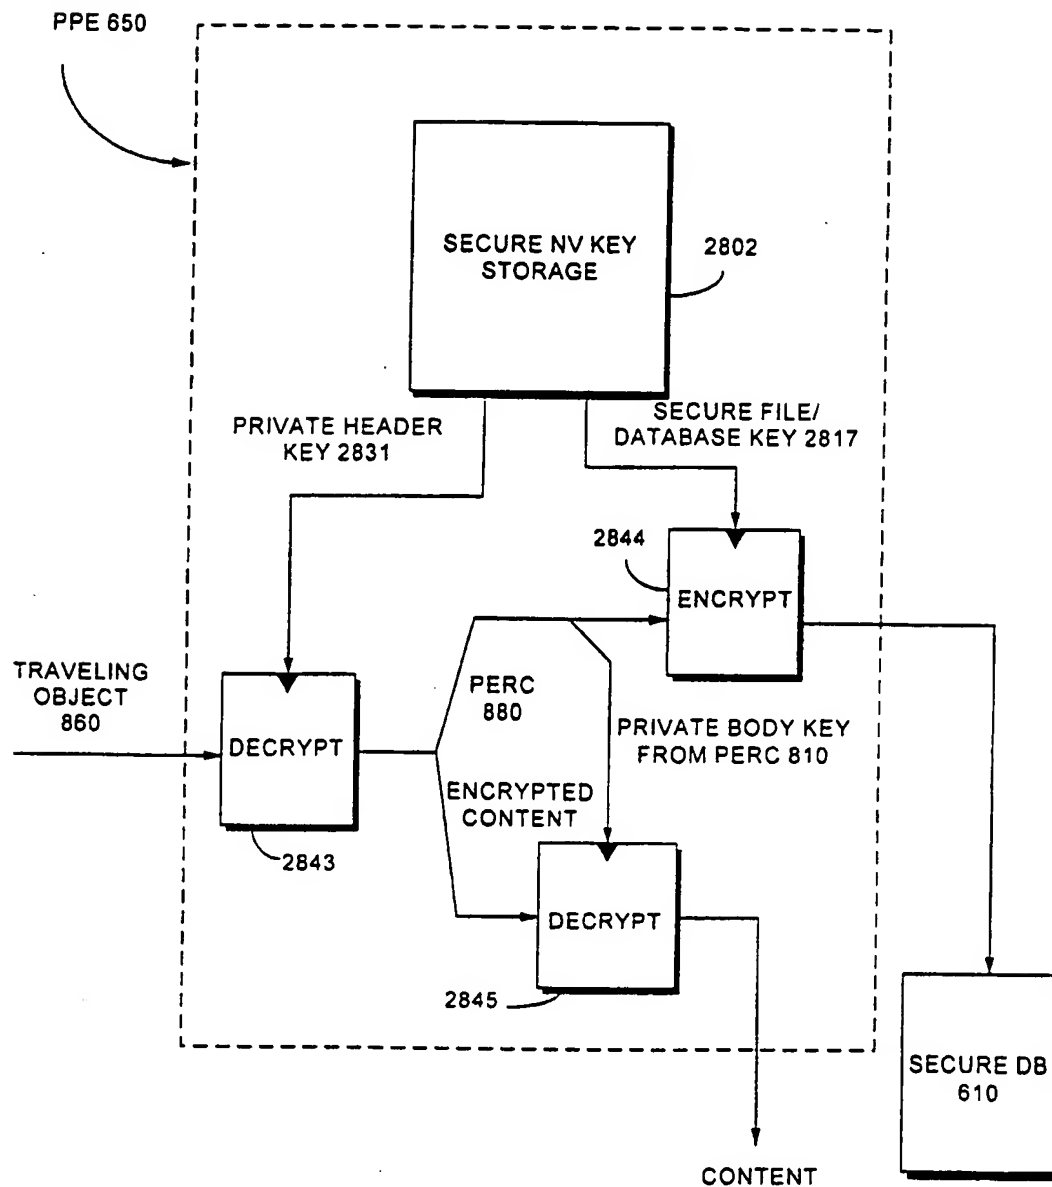 PPE 650
SECURE NV KEY
STORAGE
2802
PRIVATE HEADER
KEY 2831
SECURE FILE/
DATABASE KEY 2817
2844
ENCRYPT
TRAVELING
OBJECT
860
DECRYPT
PERC
880
PRIVATE BODY KEY
FROM PERC 810
ENCRYPTED
CONTENT
2843
DECRYPT
2845
SECURE DB
610
CONTENT